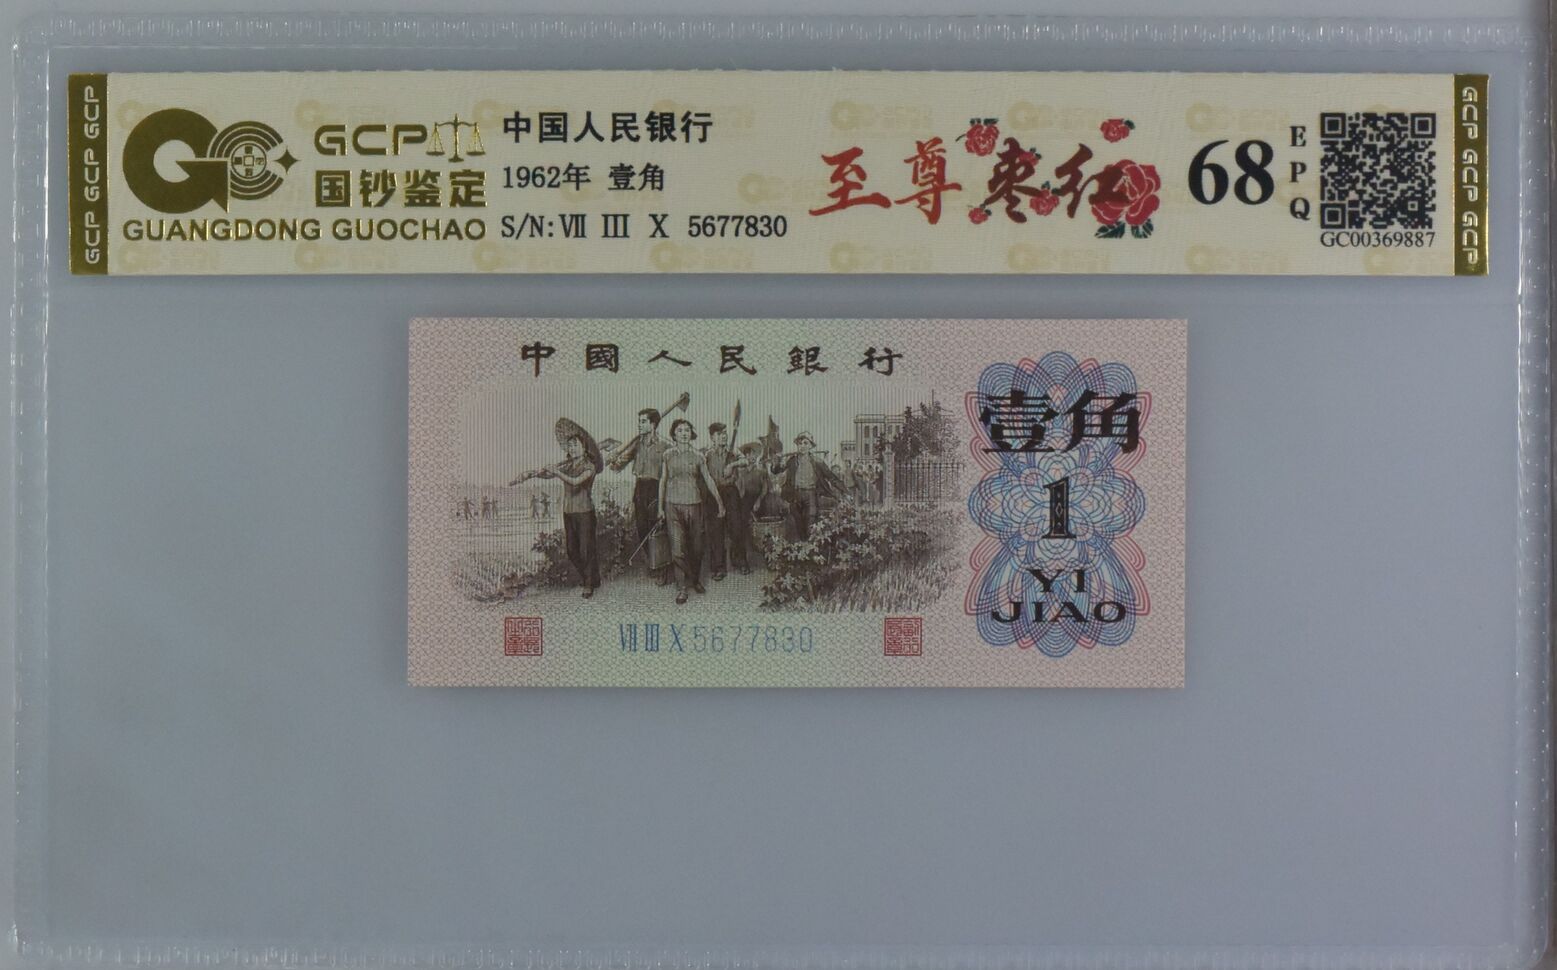 GCP GCP GCP
GCP
国钞鉴定
GUANGDONG GUOCHAO
中国人民银行
1962年 壹角
S/N: Ⅶ Ⅲ Ⅹ 5677830
至尊枣红
68
EPQ
GC00369887
GCP GCP GCP
中國人民銀行
壹角
1
YI
JIAO
Ⅶ Ⅲ Ⅹ 5677830